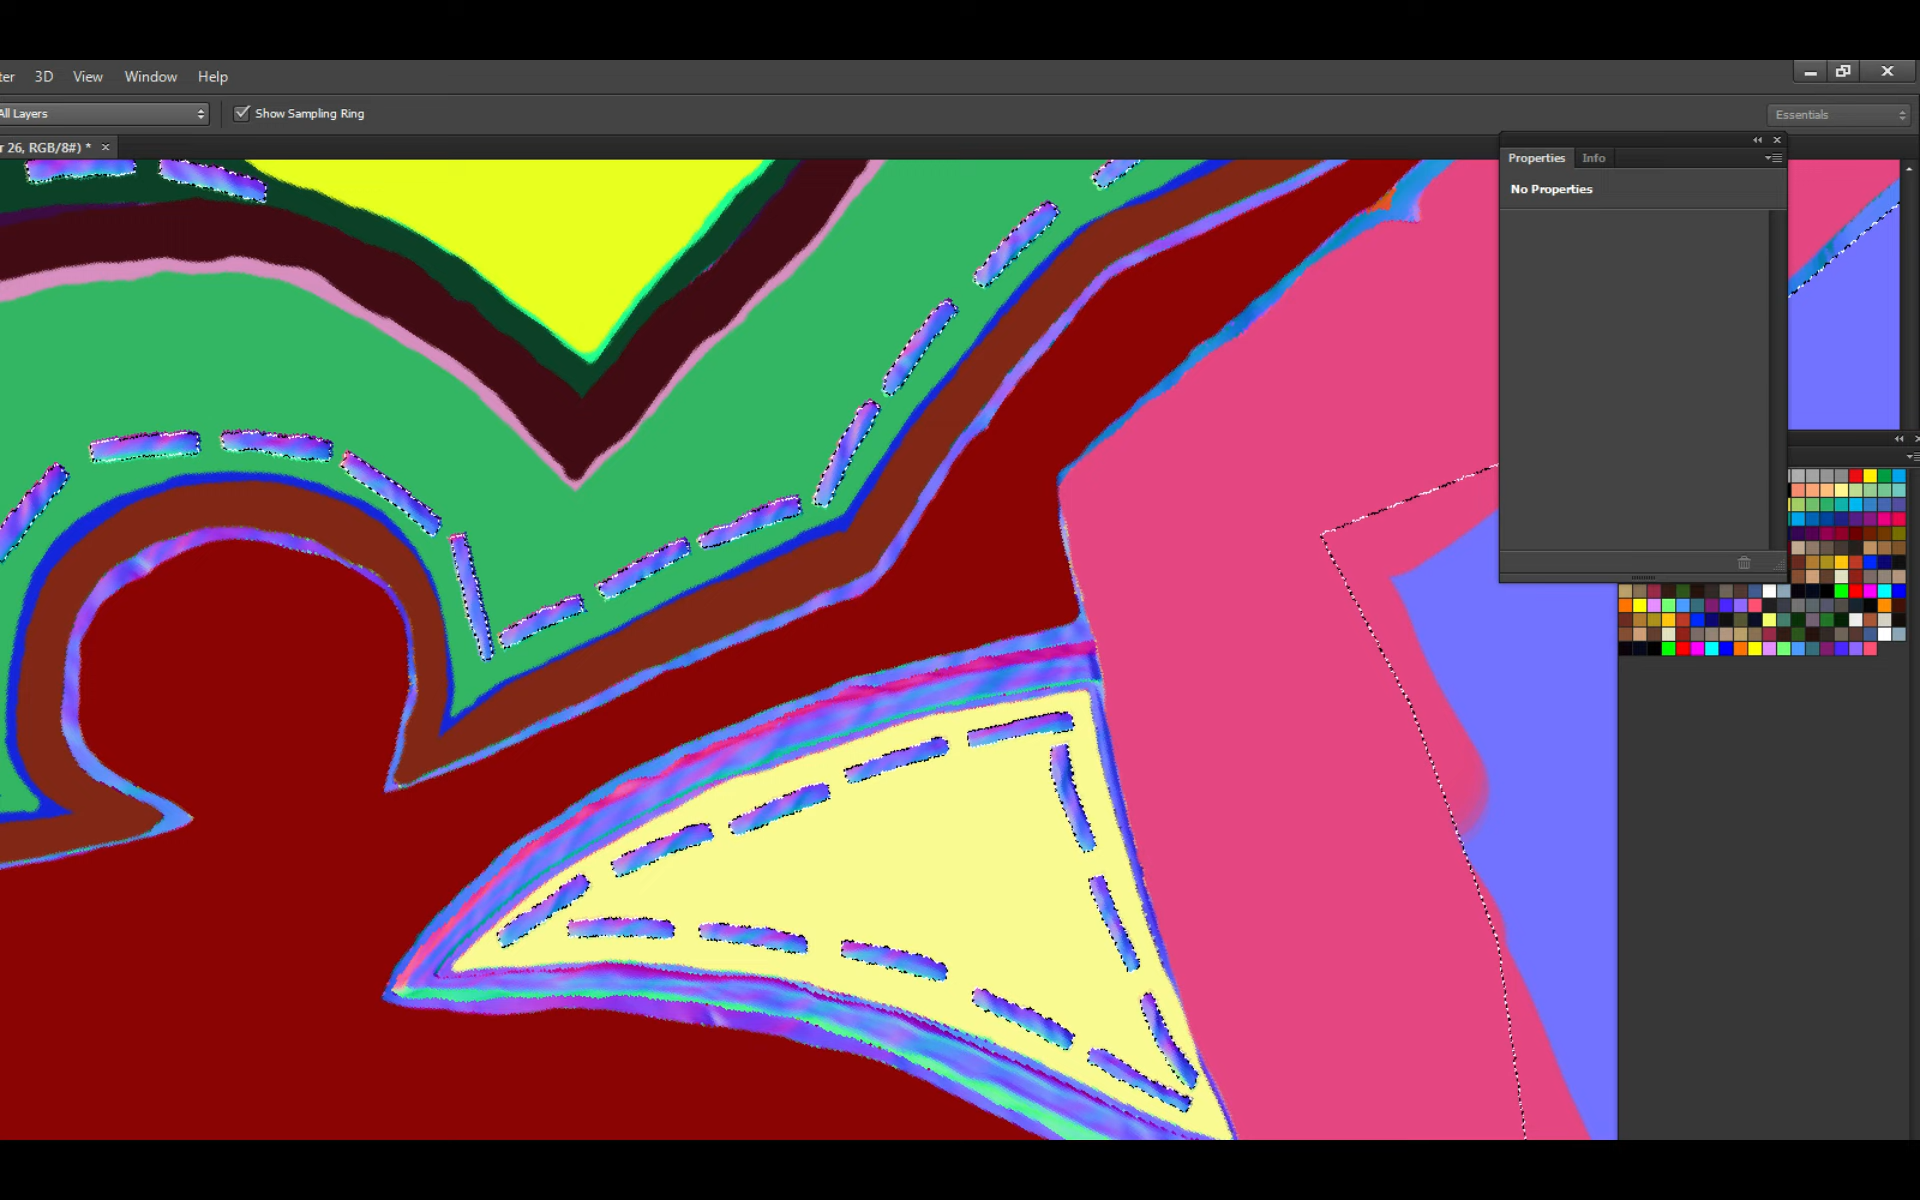 ter 3D View Window Help
All Layers Show Sampling Ring Essentials
r 26, RGB/8#) *
Properties Info
No Properties